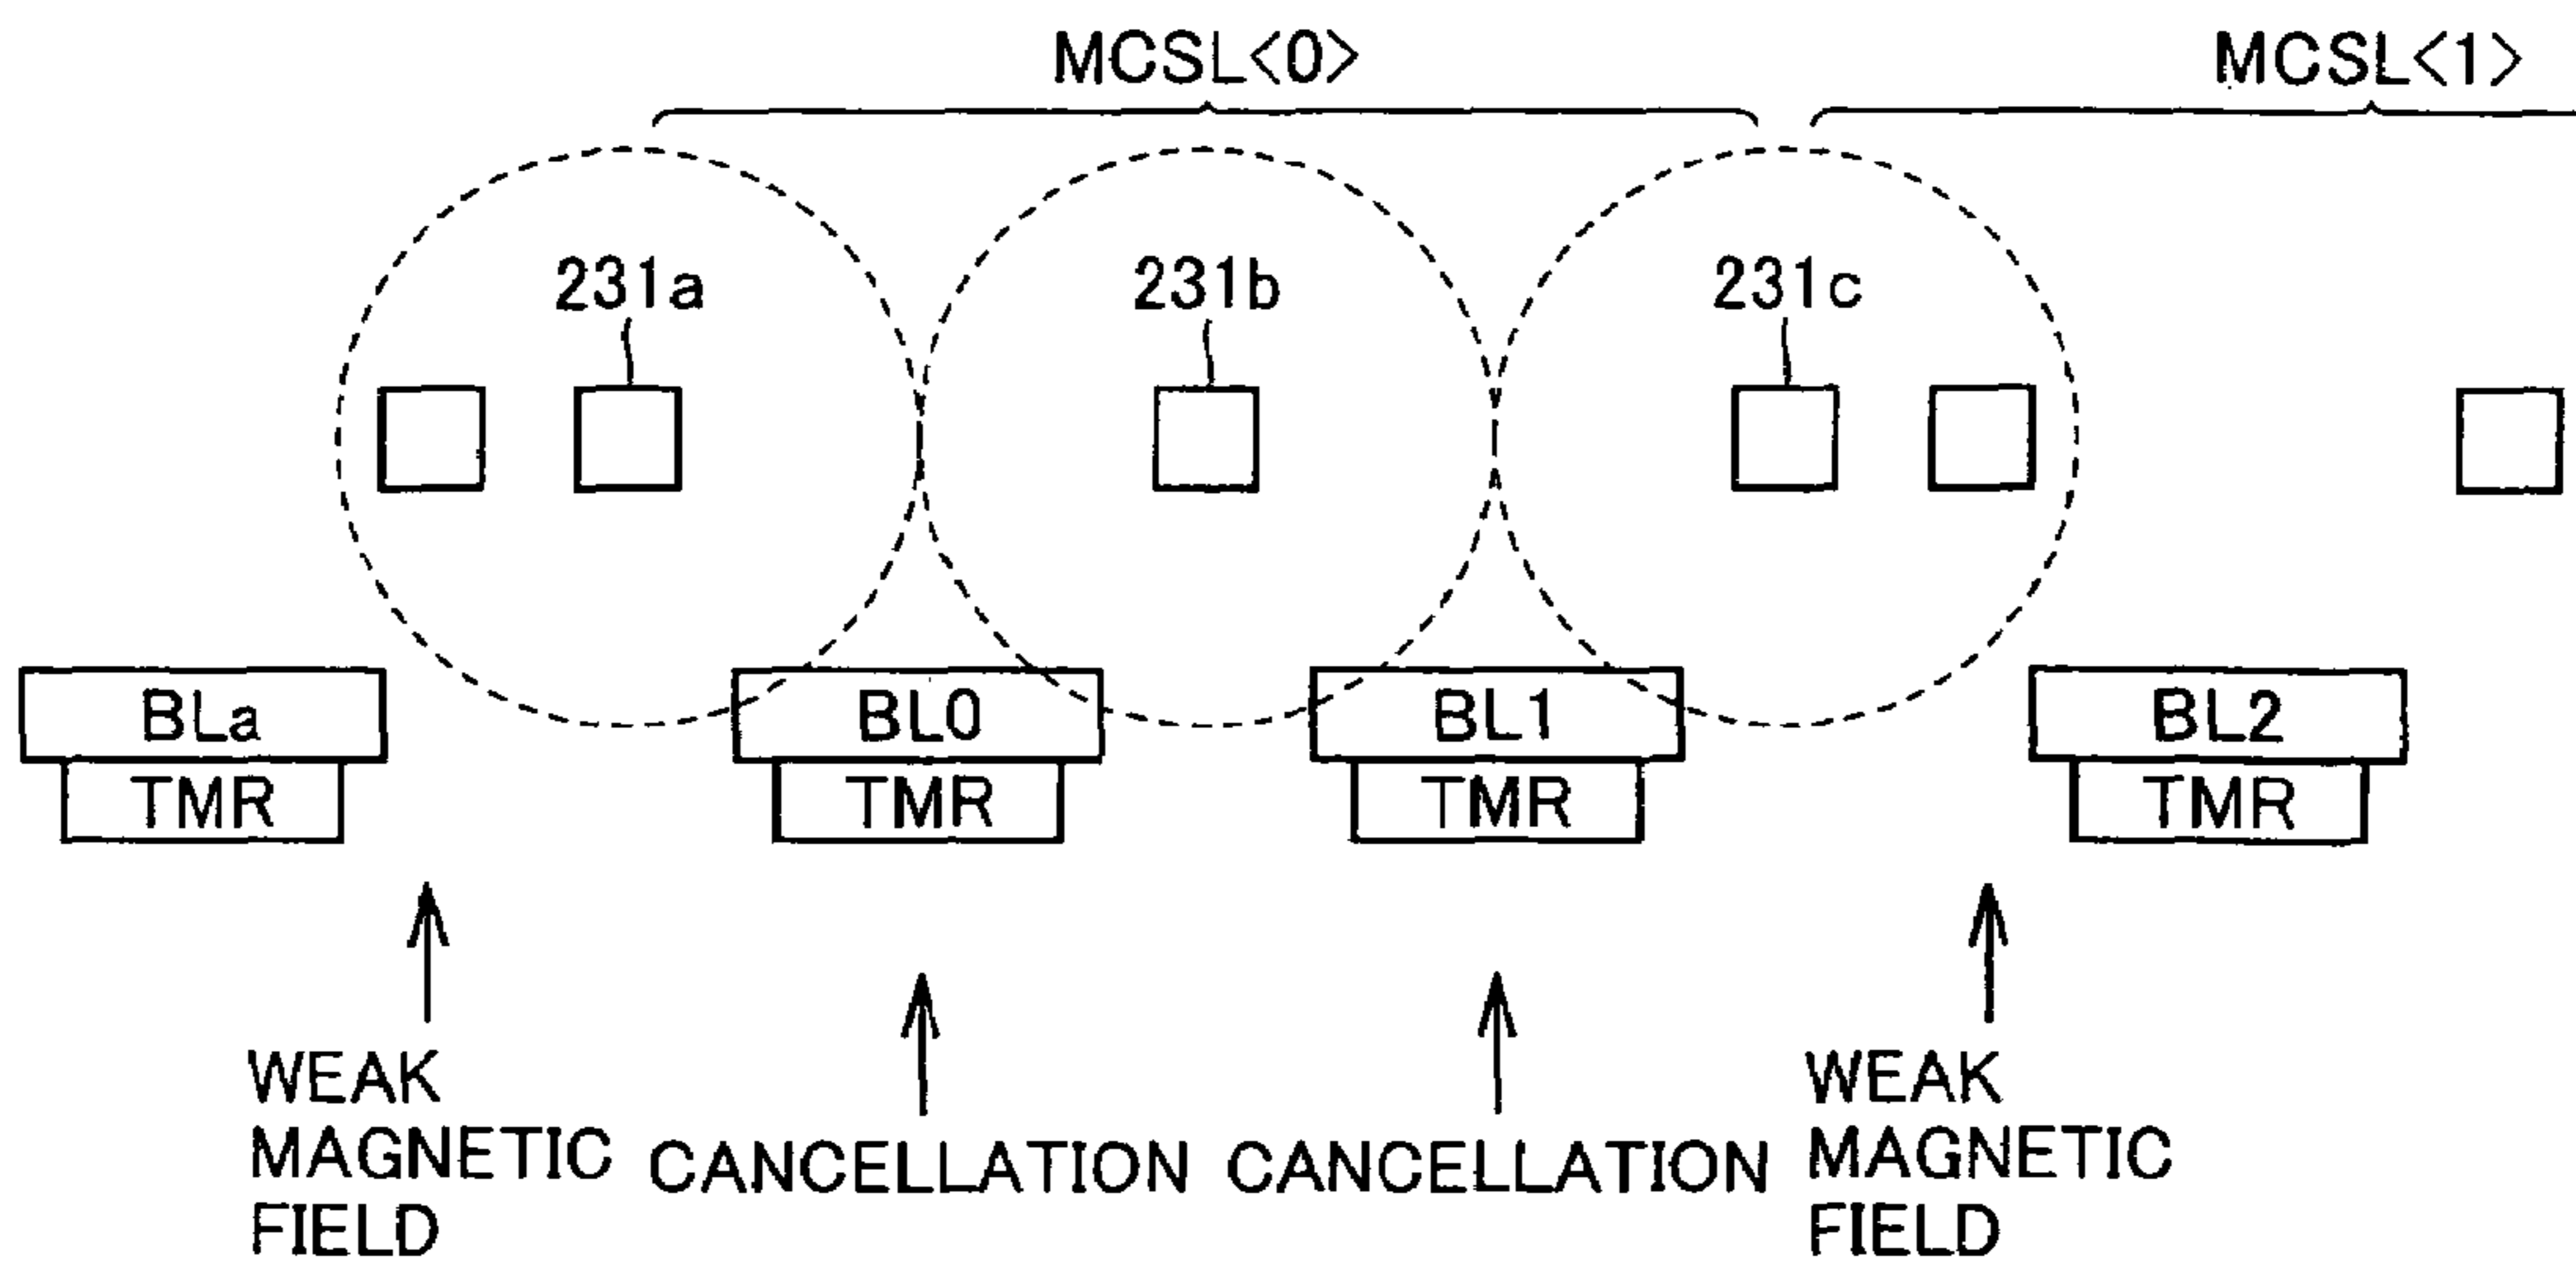 MCSL<0> MCSL<1>
231a 231b 231c
BLa BL0 BL1 BL2
TMR TMR TMR TMR
WEAK
MAGNETIC
FIELD
CANCELLATION
CANCELLATION
WEAK
MAGNETIC
FIELD